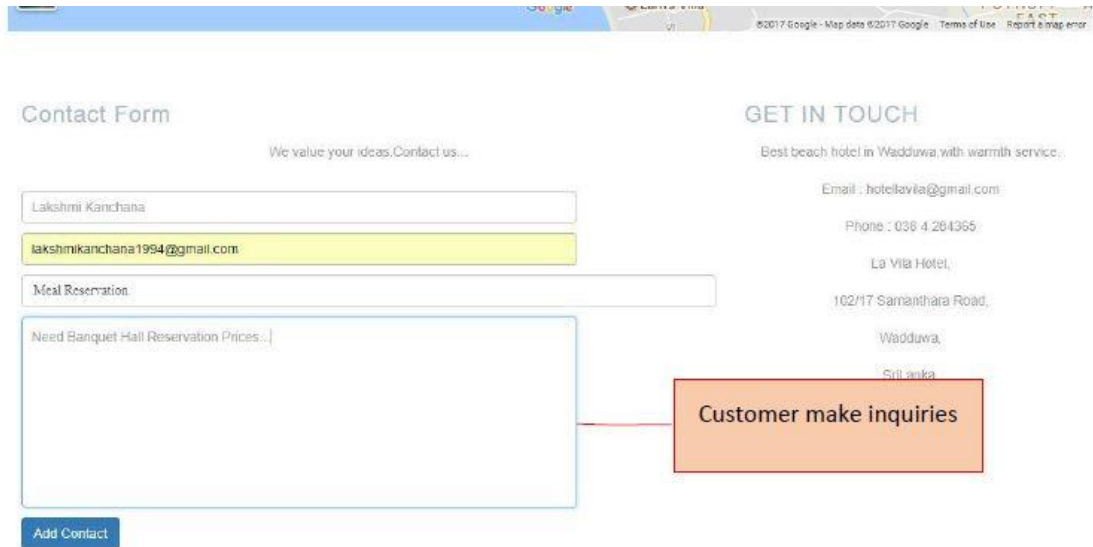 Google
©2017 Google - Map data ©2017 Google Terms of Use Report a map error
Contact Form
We value your ideas.Contact us...
Lakshmi Kanchana
lakshmikanchana1994@gmail.com
Meal Reservation
Need Banquet Hall Reservation Prices...
Add Contact
GET IN TOUCH
Best beach hotel in Wadduwa,with warmth service.
Email : hotellavila@gmail.com
Phone : 038 4 284365
La Vila Hotel,
102/17 Samanthara Road,
Wadduwa,
SriLanka
Customer make inquiries